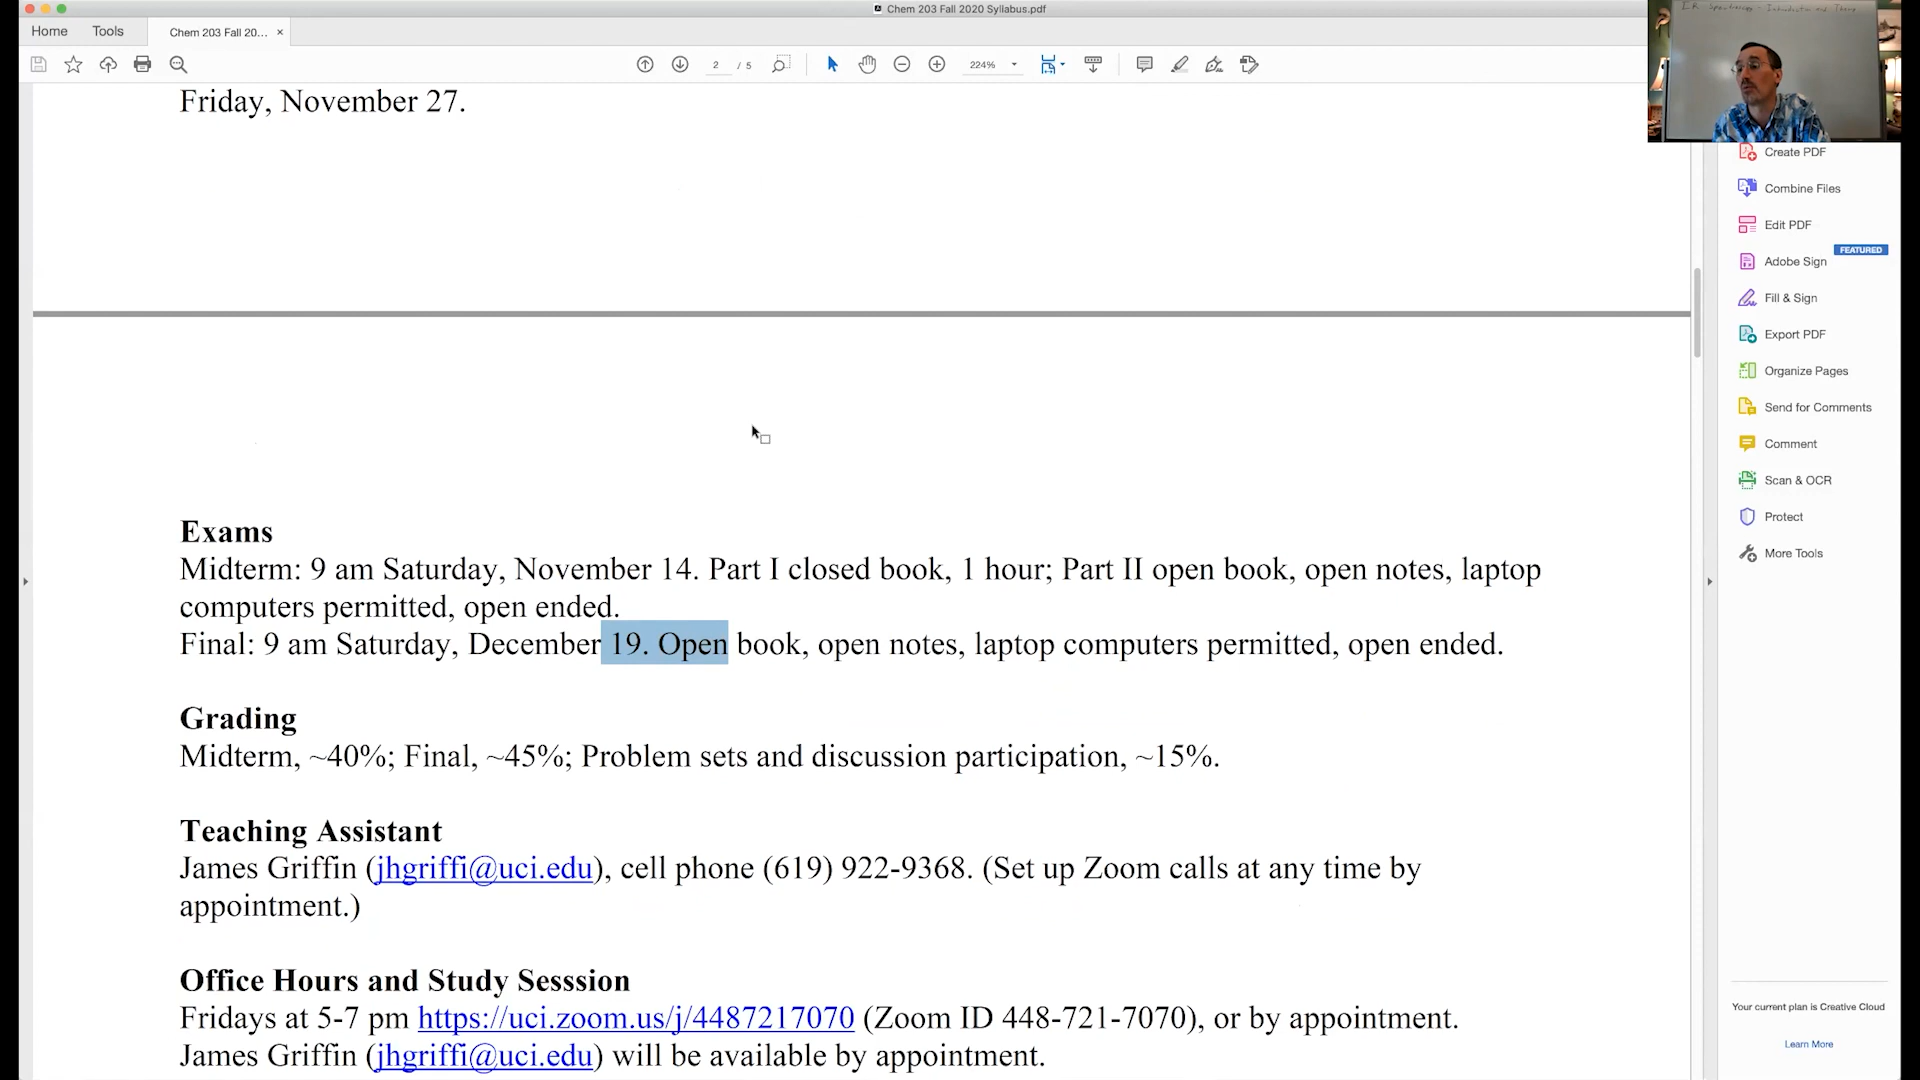 Chem 203 Fall 2020 Syllabus.pdf
Home
Tools
Chem 203 Fall 20...
2 / 5
224%
IR Spectroscopy - Introduction and Theory
Friday, November 27.
Exams
Midterm: 9 am Saturday, November 14. Part I closed book, 1 hour; Part II open book, open notes, laptop
computers permitted, open ended.
Final: 9 am Saturday, December 19. Open book, open notes, laptop computers permitted, open ended.
Grading
Midterm, ~40%; Final, ~45%; Problem sets and discussion participation, ~15%.
Teaching Assistant
James Griffin (jhgriffi@uci.edu), cell phone (619) 922-9368. (Set up Zoom calls at any time by
appointment.)
Office Hours and Study Sesssion
Fridays at 5-7 pm https://uci.zoom.us/j/4487217070 (Zoom ID 448-721-7070), or by appointment.
James Griffin (jhgriffi@uci.edu) will be available by appointment.
Create PDF
Combine Files
Edit PDF
FEATURED
Adobe Sign
Fill & Sign
Export PDF
Organize Pages
Send for Comments
Comment
Scan & OCR
Protect
More Tools
Your current plan is Creative Cloud
Learn More